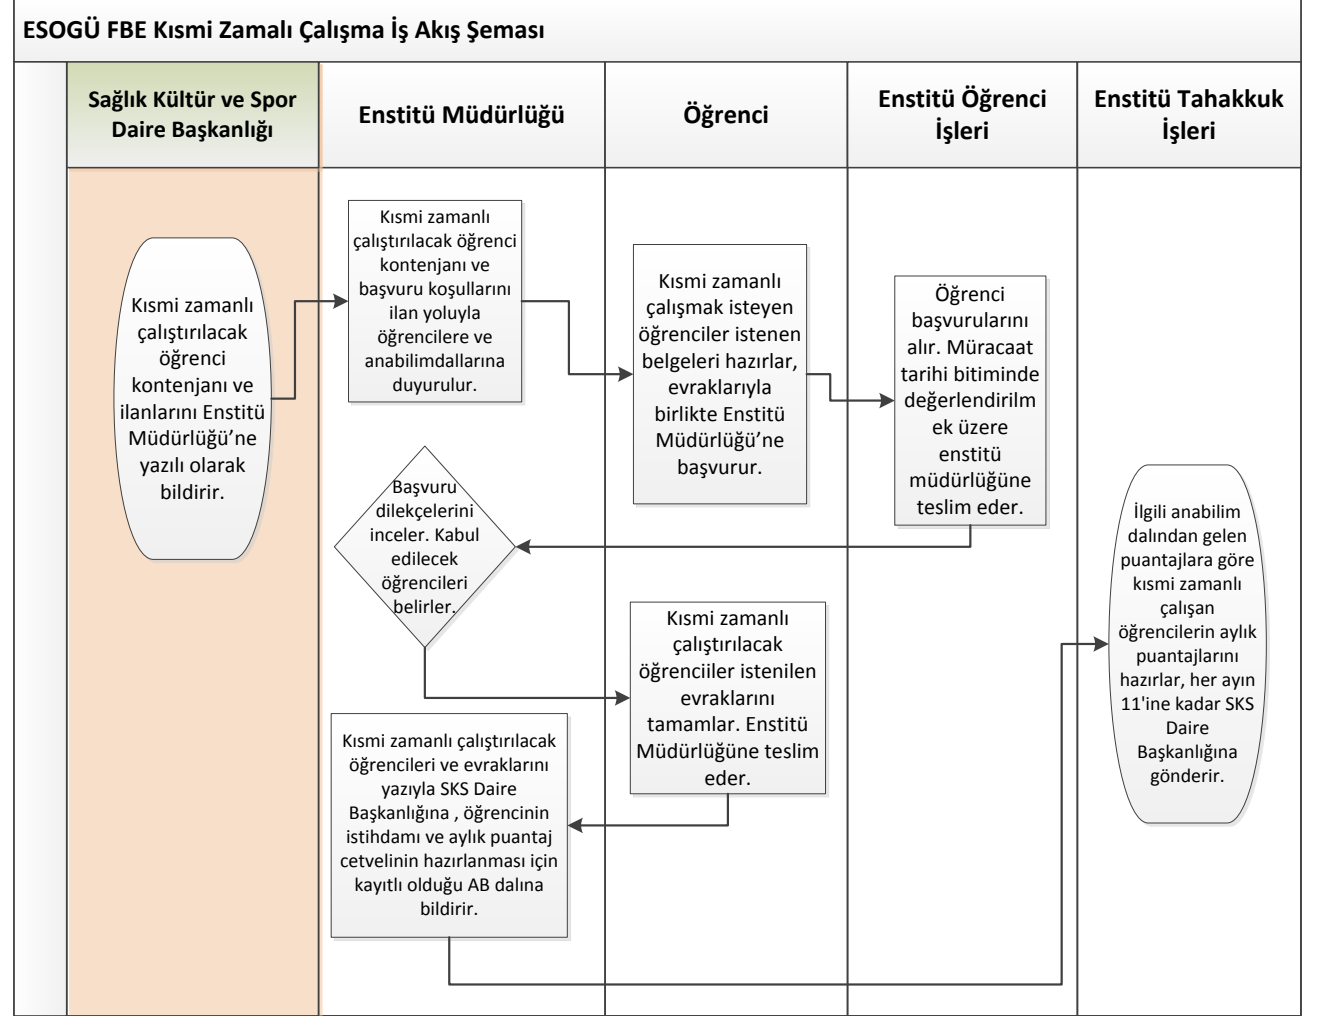 ESOGÜ FBE Kısmi Zamalı Çalışma İş Akış Şeması
Sağlık Kültür ve Spor
Daire Başkanlığı
Enstitü Müdürlüğü
Öğrenci
Enstitü Öğrenci
İşleri
Enstitü Tahakkuk
İşleri
Kısmi zamanlı
çalıştırılacak
öğrenci
kontenjanı ve
ilanlarını Enstitü
Müdürlüğü’ne
yazılı olarak
bildirir.
Kısmi zamanlı
çalıştırılacak öğrenci
kontenjanı ve
başvuru koşullarını
ilan yoluyla
öğrencilere ve
anabilimdallarına
duyurulur.
Kısmi zamanlı
çalışmak isteyen
öğrenciler istenen
belgeleri hazırlar,
evraklarıyla
birlikte Enstitü
Müdürlüğü’ne
başvurur.
Öğrenci
başvurularını
alır. Müracaat
tarihi bitiminde
değerlendirilm
ek üzere
enstitü
müdürlüğüne
teslim eder.
Başvuru
dilekçelerini
inceler. Kabul
edilecek
öğrencileri
belirler.
Kısmi zamanlı
çalıştırılacak
öğrenciiler istenilen
evraklarını
tamamlar. Enstitü
Müdürlüğüne teslim
eder.
Kısmi zamanlı çalıştırılacak
öğrencileri ve evraklarını
yazıyla SKS Daire
Başkanlığına , öğrencinin
istihdamı ve aylık puantaj
cetvelinin hazırlanması için
kayıtlı olduğu AB dalına
bildirir.
İlgili anabilim
dalından gelen
puantajlara göre
kısmi zamanlı
çalışan
öğrencilerin aylık
puantajlarını
hazırlar, her ayın
11'ine kadar SKS
Daire
Başkanlığına
gönderir.